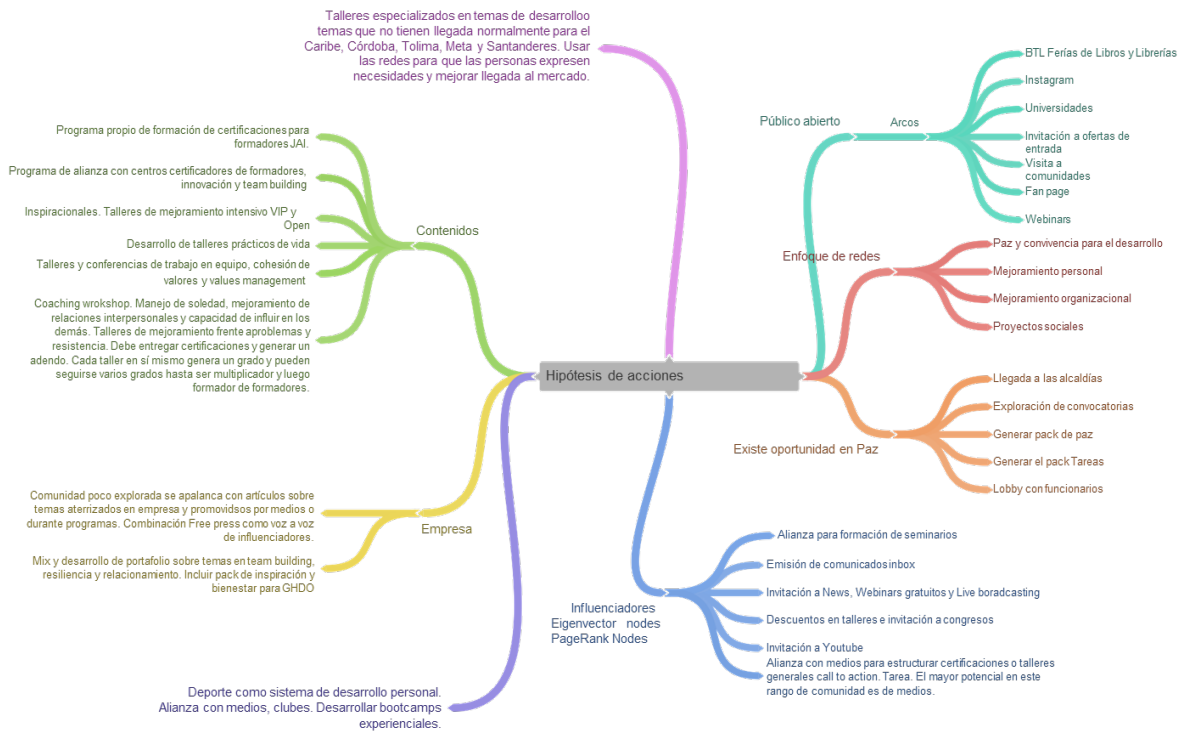 Talleres especializados en temas de desarrolloo
temas que no tienen llegada normalmente para el
Caribe, Córdoba, Tolima, Meta y Santanderes. Usar
las redes para que las personas expresen
necesidades y mejorar llegada al mercado.
Programa propio de formación de certificaciones para
formadores JAI.
Programa de alianza con centros certificadores de formadores,
innovación y team building
Inspiracionales. Talleres de mejoramiento intensivo VIP y
Open
Desarrollo de talleres prácticos de vida
Talleres y conferencias de trabajo en equipo, cohesión de
valores y values management
Coaching wrokshop. Manejo de soledad, mejoramiento de
relaciones interpersonales y capacidad de influir en los
demás. Talleres de mejoramiento frente aproblemas y
resistencia. Debe entregar certificaciones y generar un
adendo. Cada taller en sí mismo genera un grado y pueden
seguirse varios grados hasta ser multiplicador y luego
formador de formadores.
Contenidos
Comunidad poco explorada se apalanca con artículos sobre
temas aterrizados en empresa y promovidsos por medios o
durante programas. Combinación Free press como voz a voz
de influenciadores.
Mix y desarrollo de portafolio sobre temas en team building,
resiliencia y relacionamiento. Incluir pack de inspiración y
bienestar para GHDO
Empresa
Deporte como sistema de desarrollo personal.
Alianza con medios, clubes. Desarrollar bootcamps
experienciales.
Hipótesis de acciones
Público abierto
Arcos
BTL Ferías de Libros y Librerías
Instagram
Universidades
Invitación a ofertas de
entrada
Visita a
comunidades
Fan page
Webinars
Enfoque de redes
Paz y convivencia para el desarrollo
Mejoramiento personal
Mejoramiento organizacional
Proyectos sociales
Existe oportunidad en Paz
Llegada a las alcaldías
Exploración de convocatorias
Generar pack de paz
Generar el pack Tareas
Lobby con funcionarios
Influenciadores
Eigenvector nodes
PageRank Nodes
Alianza para formación de seminarios
Emisión de comunicados inbox
Invitación a News, Webinars gratuitos y Live boradcasting
Descuentos en talleres e invitación a congresos
Invitación a Youtube
Alianza con medios para estructurar certificaciones o talleres
generales call to action. Tarea. El mayor potencial en este
rango de comunidad es de medios.